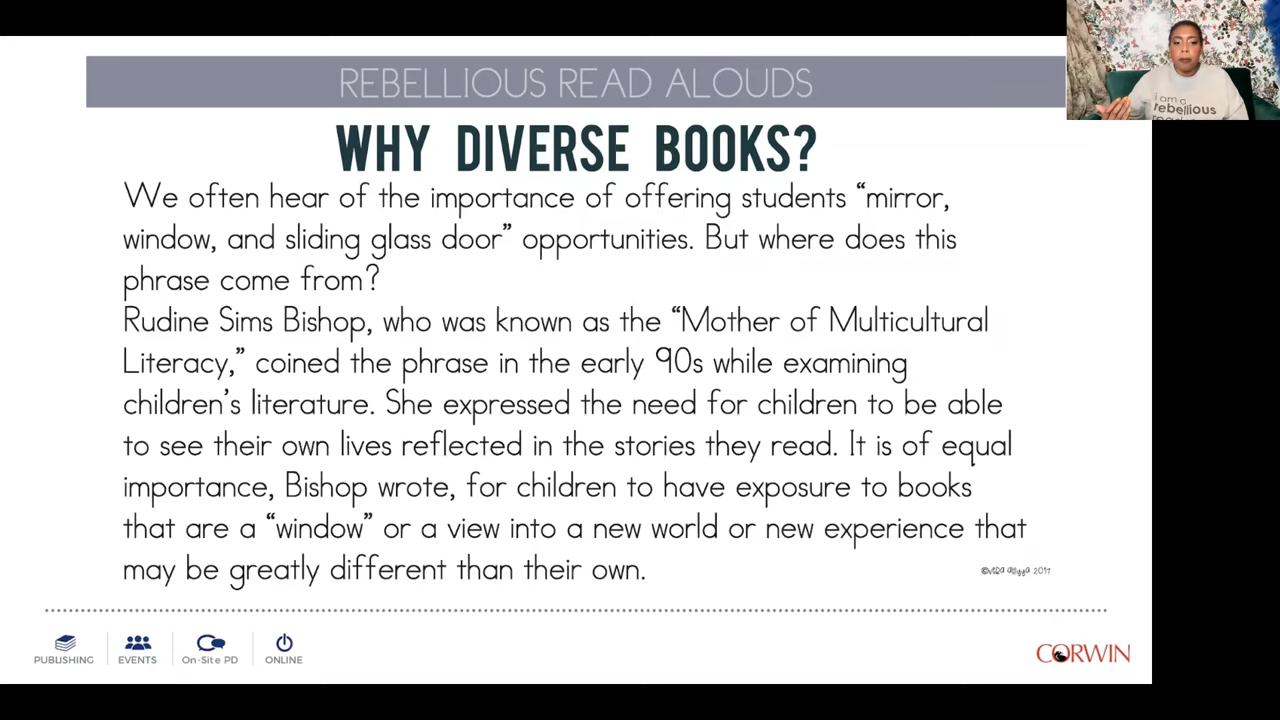 REBELLIOUS READ ALOUDS
WHY DIVERSE BOOKS?
We often hear of the importance of offering students “mirror,
window, and sliding glass door” opportunities. But where does this
phrase come from?
Rudine Sims Bishop, who was known as the “Mother of Multicultural
Literacy,” coined the phrase in the early 90s while examining
children’s literature. She expressed the need for children to be able
to see their own lives reflected in the stories they read. It is of equal
importance, Bishop wrote, for children to have exposure to books
that are a “window” or a view into a new world or new experience that
may be greatly different than their own.
2017
PUBLISHING
EVENTS
On-Site PD
ONLINE
CORWIN
i am a
rebellious